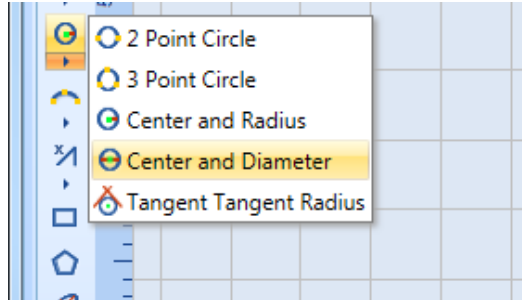 2 Point Circle
3 Point Circle
Center and Radius
Center and Diameter
Tangent Tangent Radius